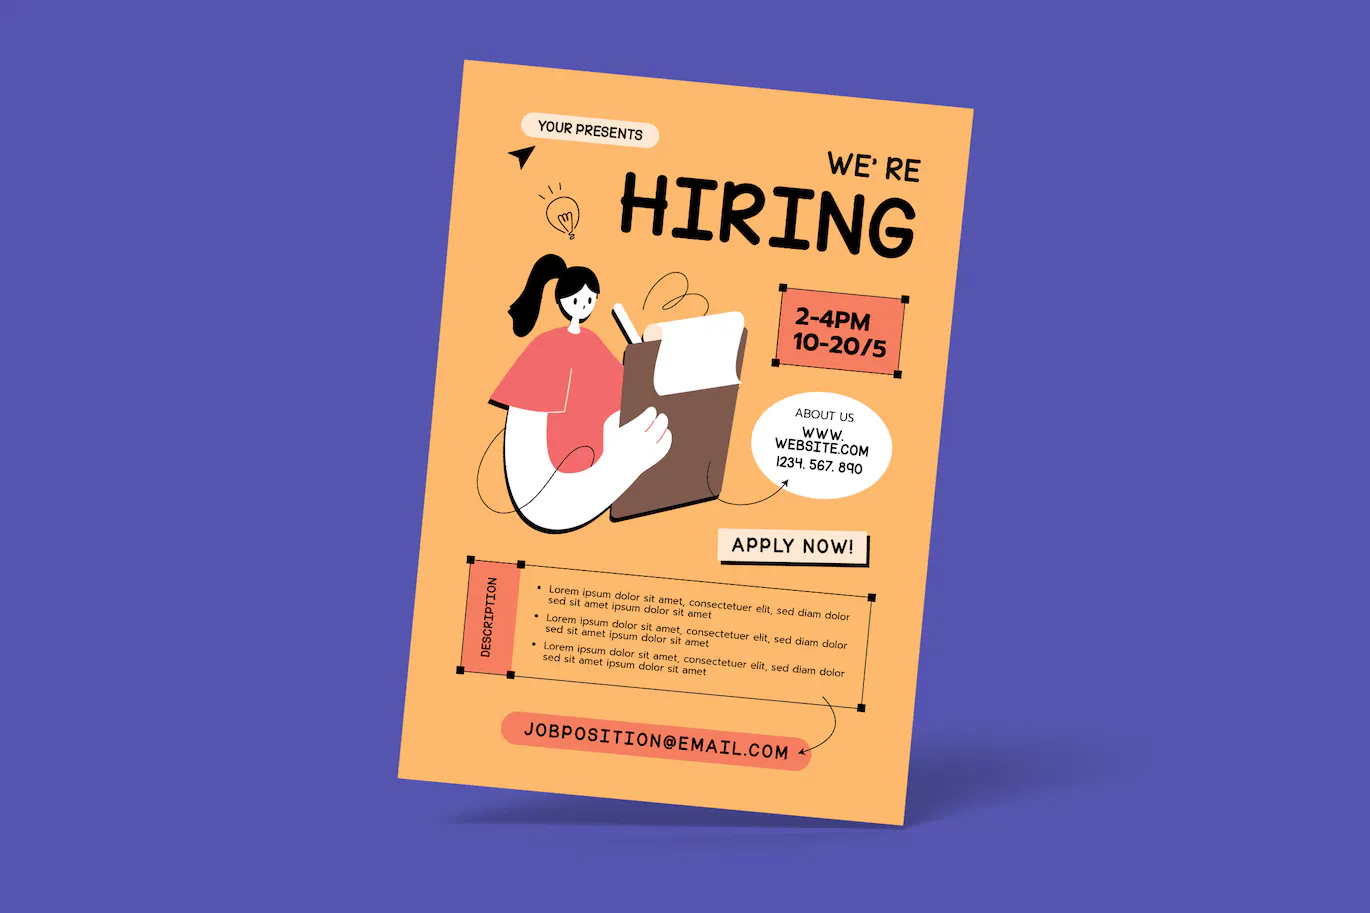 YOUR PRESENTS
WE' RE
HIRING
2-4PM
10-20/5
ABOUT US
WWW.
WEBSITE.COM
1234. 567. 890
APPLY NOW!
DESCRIPTION
• Lorem ipsum dolor sit amet, consectetuer elit, sed diam dolor
sed sit amet ipsum dolor sit amet
• Lorem ipsum dolor sit amet, consectetuer elit, sed diam dolor
sed sit amet ipsum dolor sit amet
• Lorem ipsum dolor sit amet, consectetuer elit, sed diam dolor
sed sit amet ipsum dolor sit amet
JOBPOSITION@EMAIL.COM